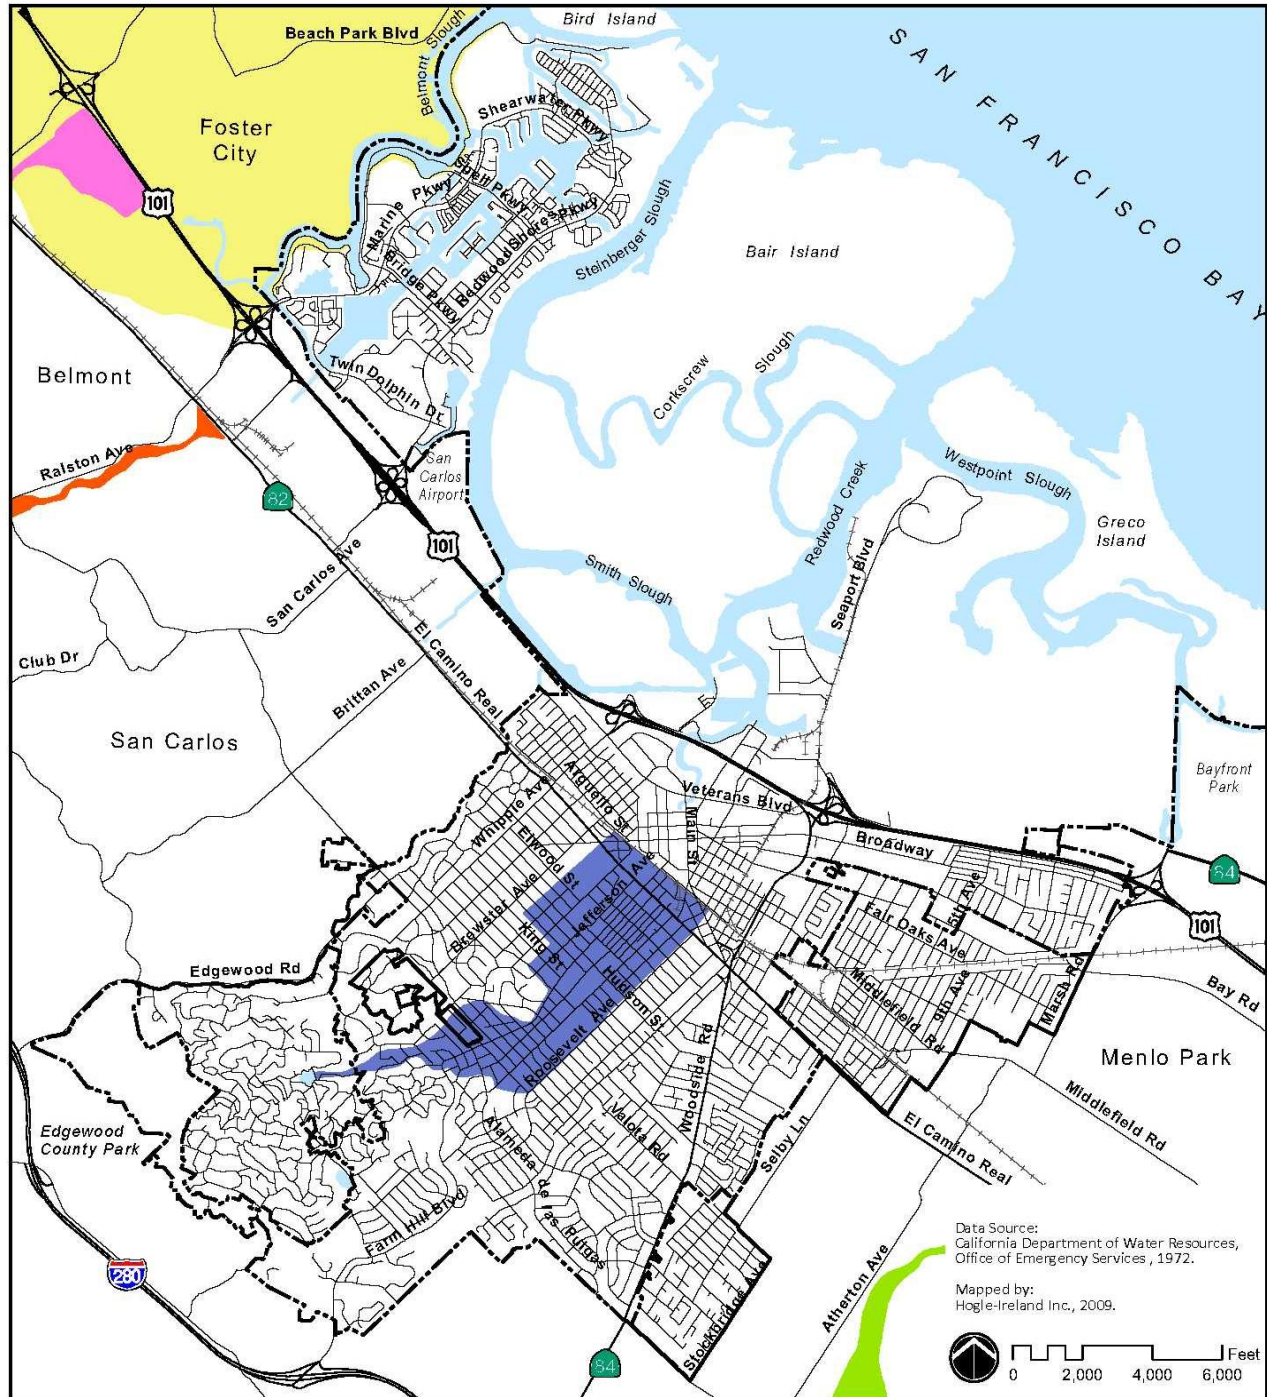 Bird Island
Beach Park Blvd
Belmont Slough
SAN FRANCISCO BAY
Shearwater Pkwy
Foster
City
Marine Pkwy
Shell Pkwy
Redwood Shores Pkwy
Bridge Pkwy
Steinberger Slough
101
Bair Island
Belmont
Twin Dolphin Dr
Corkscrew Slough
Ralston Ave
San
Carlos
Airport
82
Westpoint Slough
Redwood Creek
Greco
Island
101
San Carlos Ave
Smith Slough
Seaport Blvd
Club Dr
El Camino Real
Brittan Ave
San Carlos
Bayfront
Park
Arguello St
Whipple Ave
Veterans Blvd
Main St
Broadway
Elwood St
Jefferson Ave
84
Brewster Ave
King St
5th Ave
Fair Oaks Ave
101
Edgewood Rd
Hudson St
Middlefield Rd
9th Ave
Marsh Rd
Bay Rd
Roosevelt Ave
Woodside Rd
Menlo Park
Valota Rd
Selby Ln
El Camino Real
Middlefield Rd
Edgewood
County Park
Alameda de las Pulgas
Farm Hill Blvd
280
Stockbridge Ave
Atherton Ave
84
Data Source:
California Department of Water Resources,
Office of Emergency Services, 1972.
Mapped by:
Hogle-Ireland Inc., 2009.
Feet
0 2,000 4,000 6,000